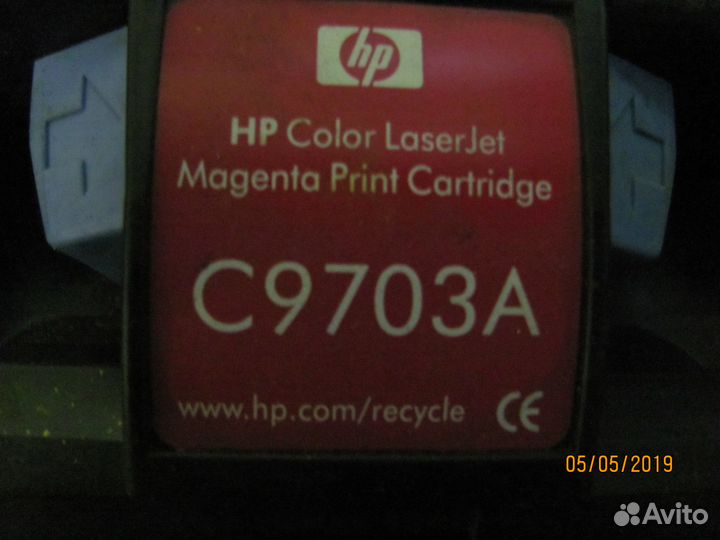 hp
HP Color LaserJet
Magenta Print Cartridge
C9703A
www.hp.com/recycle CE
05/05/2019
Avito